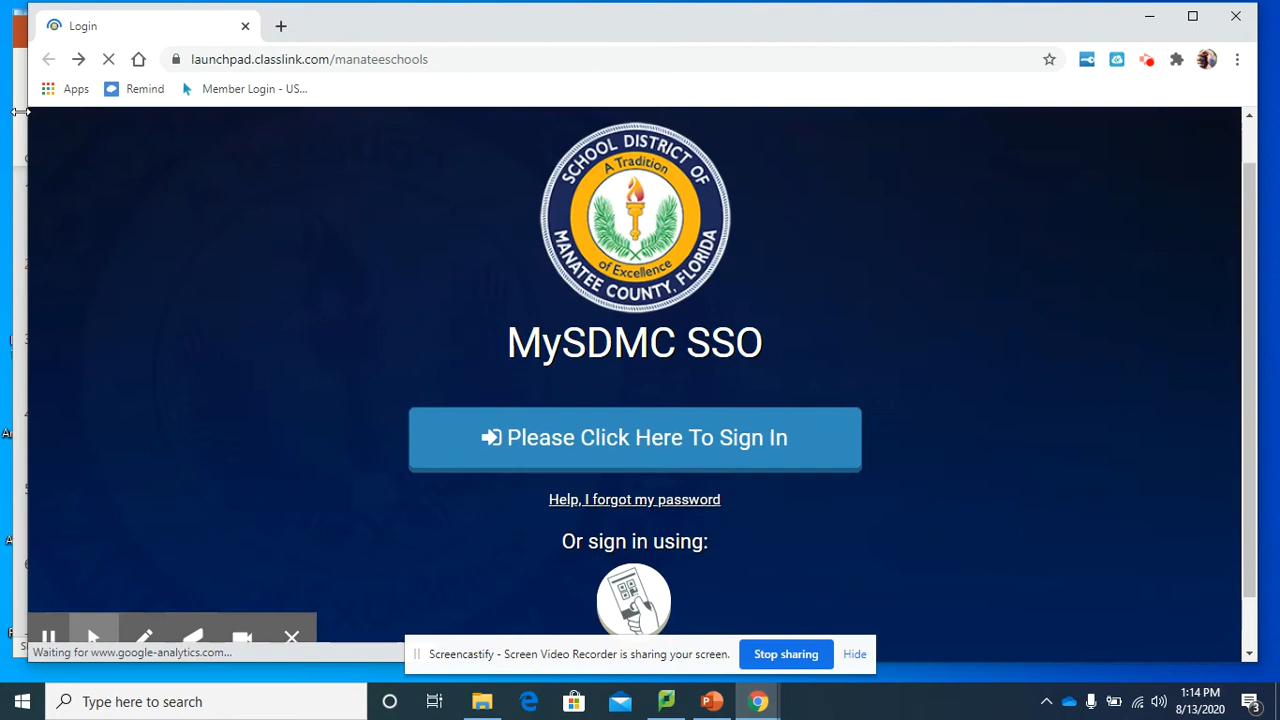 Login
launchpad.classlink.com/manateeschools
Apps
Remind
Member Login - US...
SCHOOL DISTRICT OF
A Tradition
of Excellence
MANATEE COUNTY, FLORIDA
MySDMC SSO
Please Click Here To Sign In
Help, I forgot my password
Or sign in using:
Waiting for www.google-analytics.com...
Screencastify - Screen Video Recorder is sharing your screen.
Stop sharing
Hide
Type here to search
1:14 PM
8/13/2020
3